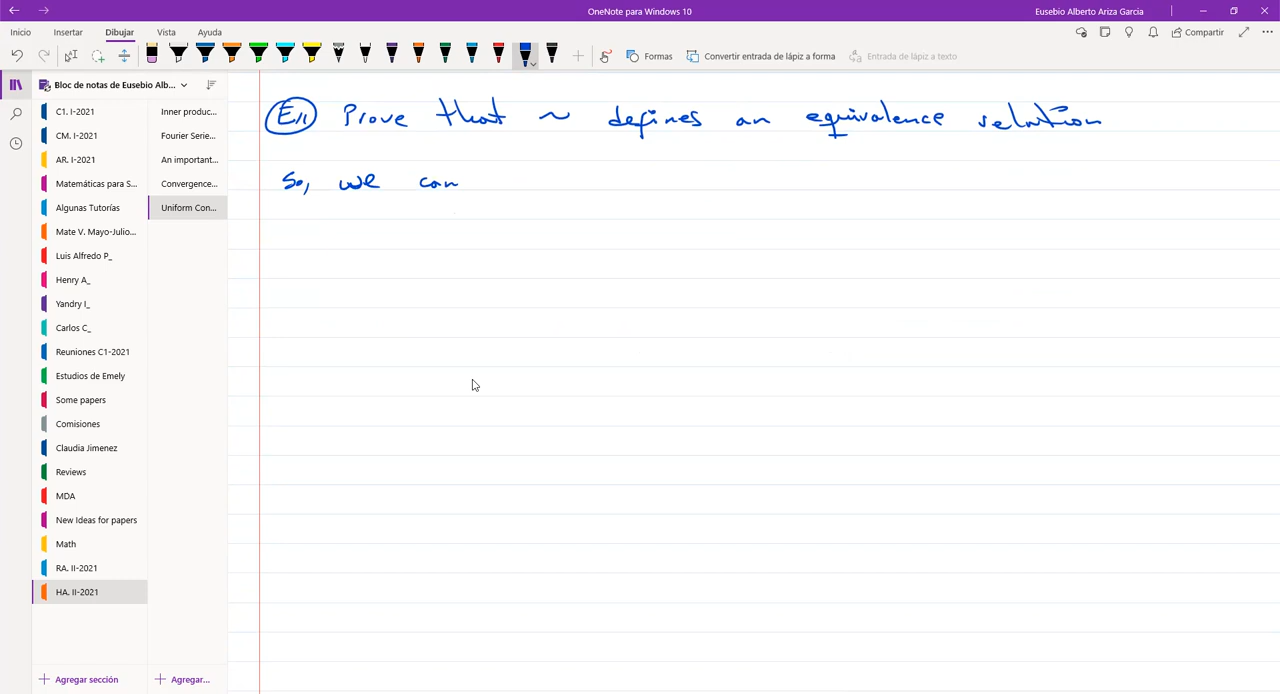 OneNote para Windows 10
Eusebio Alberto Ariza Garcia
Inicio Insertar Dibujar Vista Ayuda
Compartir
Formas
Convertir entrada de lápiz a forma
Entrada de lápiz a texto
Bloc de notas de Eusebio Alb...
C1. I-2021
CM. I-2021
AR. I-2021
Matemáticas para S...
Algunas Tutorías
Mate V. Mayo-Julio...
Luis Alfredo P_
Henry A_
Yandry I_
Carlos C_
Reuniones C1-2021
Estudios de Emely
Some papers
Comisiones
Claudia Jimenez
Reviews
MDA
New Ideas for papers
Math
RA. II-2021
HA. II-2021
Agregar sección
Inner produc...
Fourier Serie...
An important...
Convergence...
Uniform Con...
Agregar...
Ex Prove that ~ defines an equivalence relation
So, we can